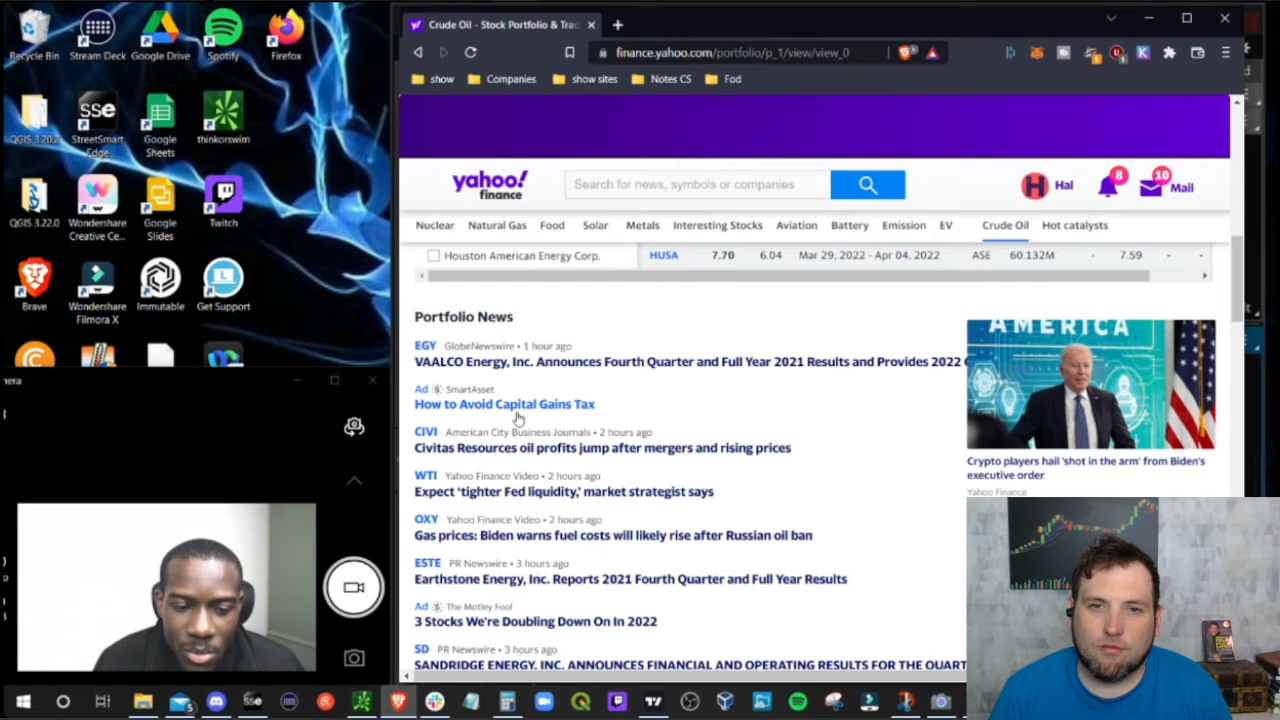 Recycle Bin
Stream Deck
Google Drive
Spotify
Firefox
QGIS 3.20.2
StreetSmart
Edge
Google
Sheets
thinkorswim
QGIS 3.22.0
Wondershare
Creative Ce...
Google
Slides
Twitch
Brave
Wondershare
Filmora X
Immutable
Get Support
Crude Oil - Stock Portfolio & Trac
finance.yahoo.com/portfolio/p_1/view/view_0
show
Companies
show sites
Notes CS
Fod
yahoo!
finance
Search for news, symbols or companies
H
Hal
8
10
Mail
Nuclear
Natural Gas
Food
Solar
Metals
Interesting Stocks
Aviation
Battery
Emission
EV
Crude Oil
Hot catalysts
Houston American Energy Corp.
HUSA 7.70 6.04 Mar 29, 2022 - Apr 04, 2022 ASE 60.132M - 7.59 - -
Portfolio News
EGY GlobeNewswire • 1 hour ago
VAALCO Energy, Inc. Announces Fourth Quarter and Full Year 2021 Results and Provides 2022
Ad SmartAsset
How to Avoid Capital Gains Tax
CIVI American City Business Journals • 2 hours ago
Civitas Resources oil profits jump after mergers and rising prices
WTI Yahoo Finance Video • 2 hours ago
Expect ‘tighter Fed liquidity,’ market strategist says
OXY Yahoo Finance Video • 2 hours ago
Gas prices: Biden warns fuel costs will likely rise after Russian oil ban
ESTE PR Newswire • 3 hours ago
Earthstone Energy, Inc. Reports 2021 Fourth Quarter and Full Year Results
Ad The Motley Fool
3 Stocks We're Doubling Down On In 2022
SD PR Newswire • 3 hours ago
SANDRIDGE ENERGY, INC. ANNOUNCES FINANCIAL AND OPERATING RESULTS FOR THE QUART
AMERICA
Crypto players hail 'shot in the arm' from Biden's
executive order
Yahoo Finance
mera